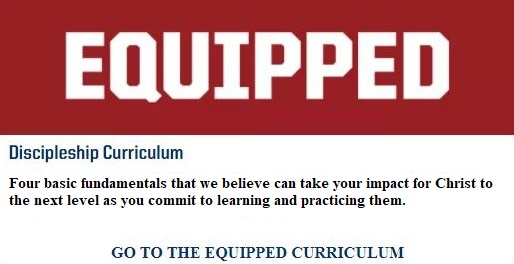 EQUIPPED
Discipleship Curriculum
Four basic fundamentals that we believe can take your impact for Christ to
the next level as you commit to learning and practicing them.
GO TO THE EQUIPPED CURRICULUM